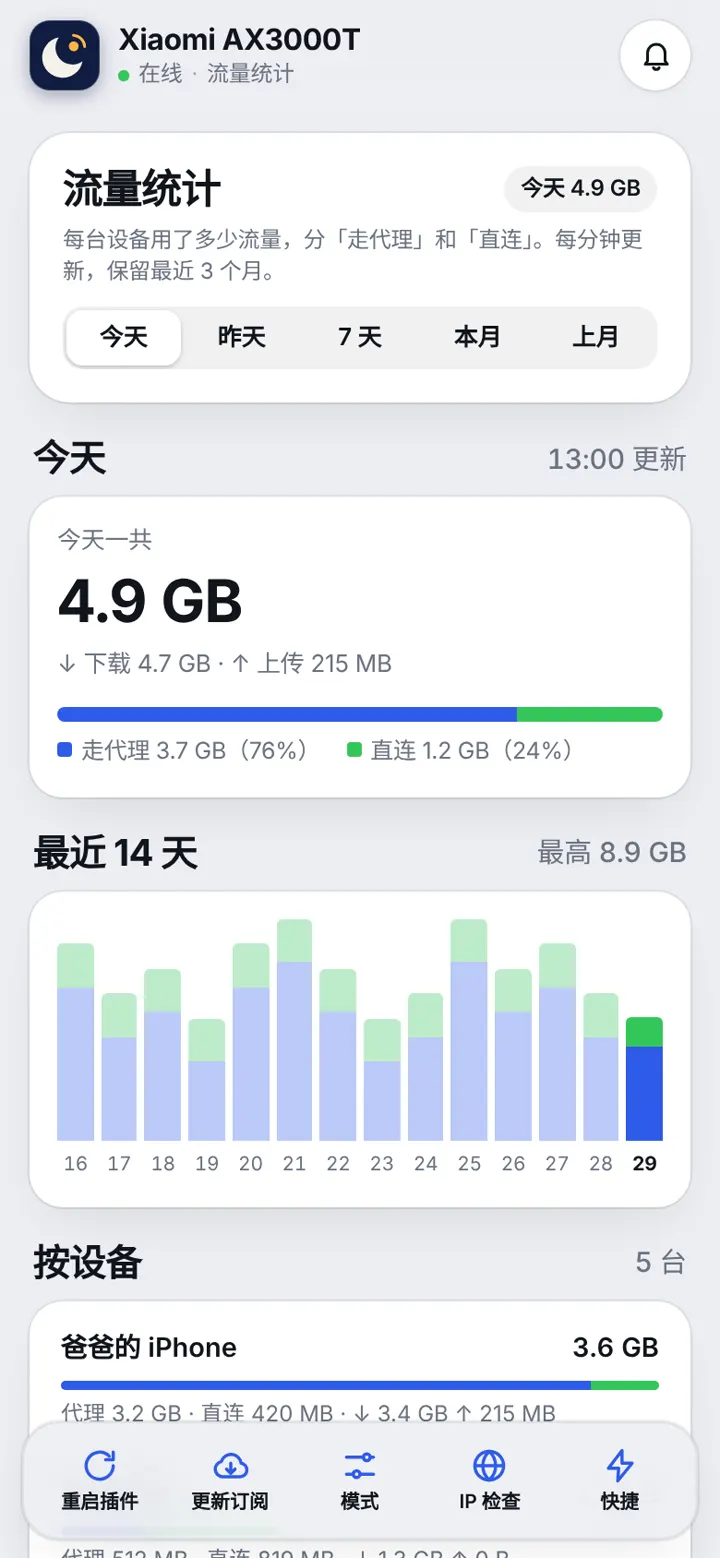 Xiaomi AX3000T
在线 · 流量统计
流量统计
今天 4.9 GB
每台设备用了多少流量，分「走代理」和「直连」。每分钟更
新，保留最近 3 个月。
今天 昨天 7 天 本月 上月
今天
13:00 更新
今天一共
4.9 GB
↓ 下载 4.7 GB · ↑ 上传 215 MB
走代理 3.7 GB（76%） 直连 1.2 GB（24%）
最近 14 天
最高 8.9 GB
16 17 18 19 20 21 22 23 24 25 26 27 28 29
按设备
5 台
爸爸的 iPhone
3.6 GB
代理 3.2 GB · 直连 420 MB · ↓ 3.4 GB ↑ 215 MB
重启插件 更新订阅 模式 IP 检查 快捷